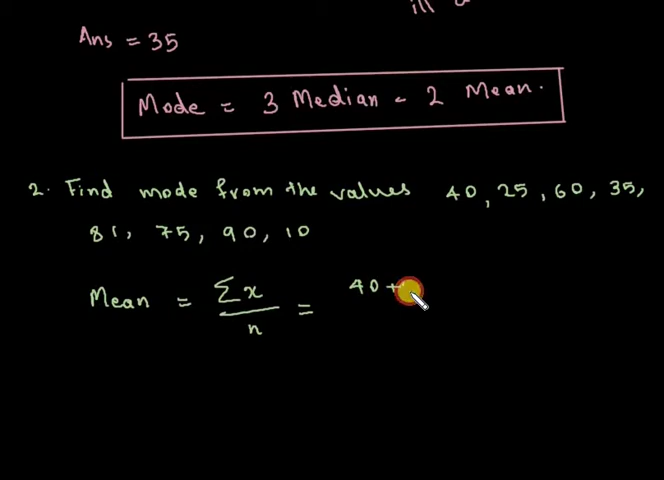 Ans = 35
Mode = 3 Median - 2 Mean.
2. Find mode from the values 40, 25, 60, 35,
81, 75, 90, 10
Mean = ∑x / n = 40 +